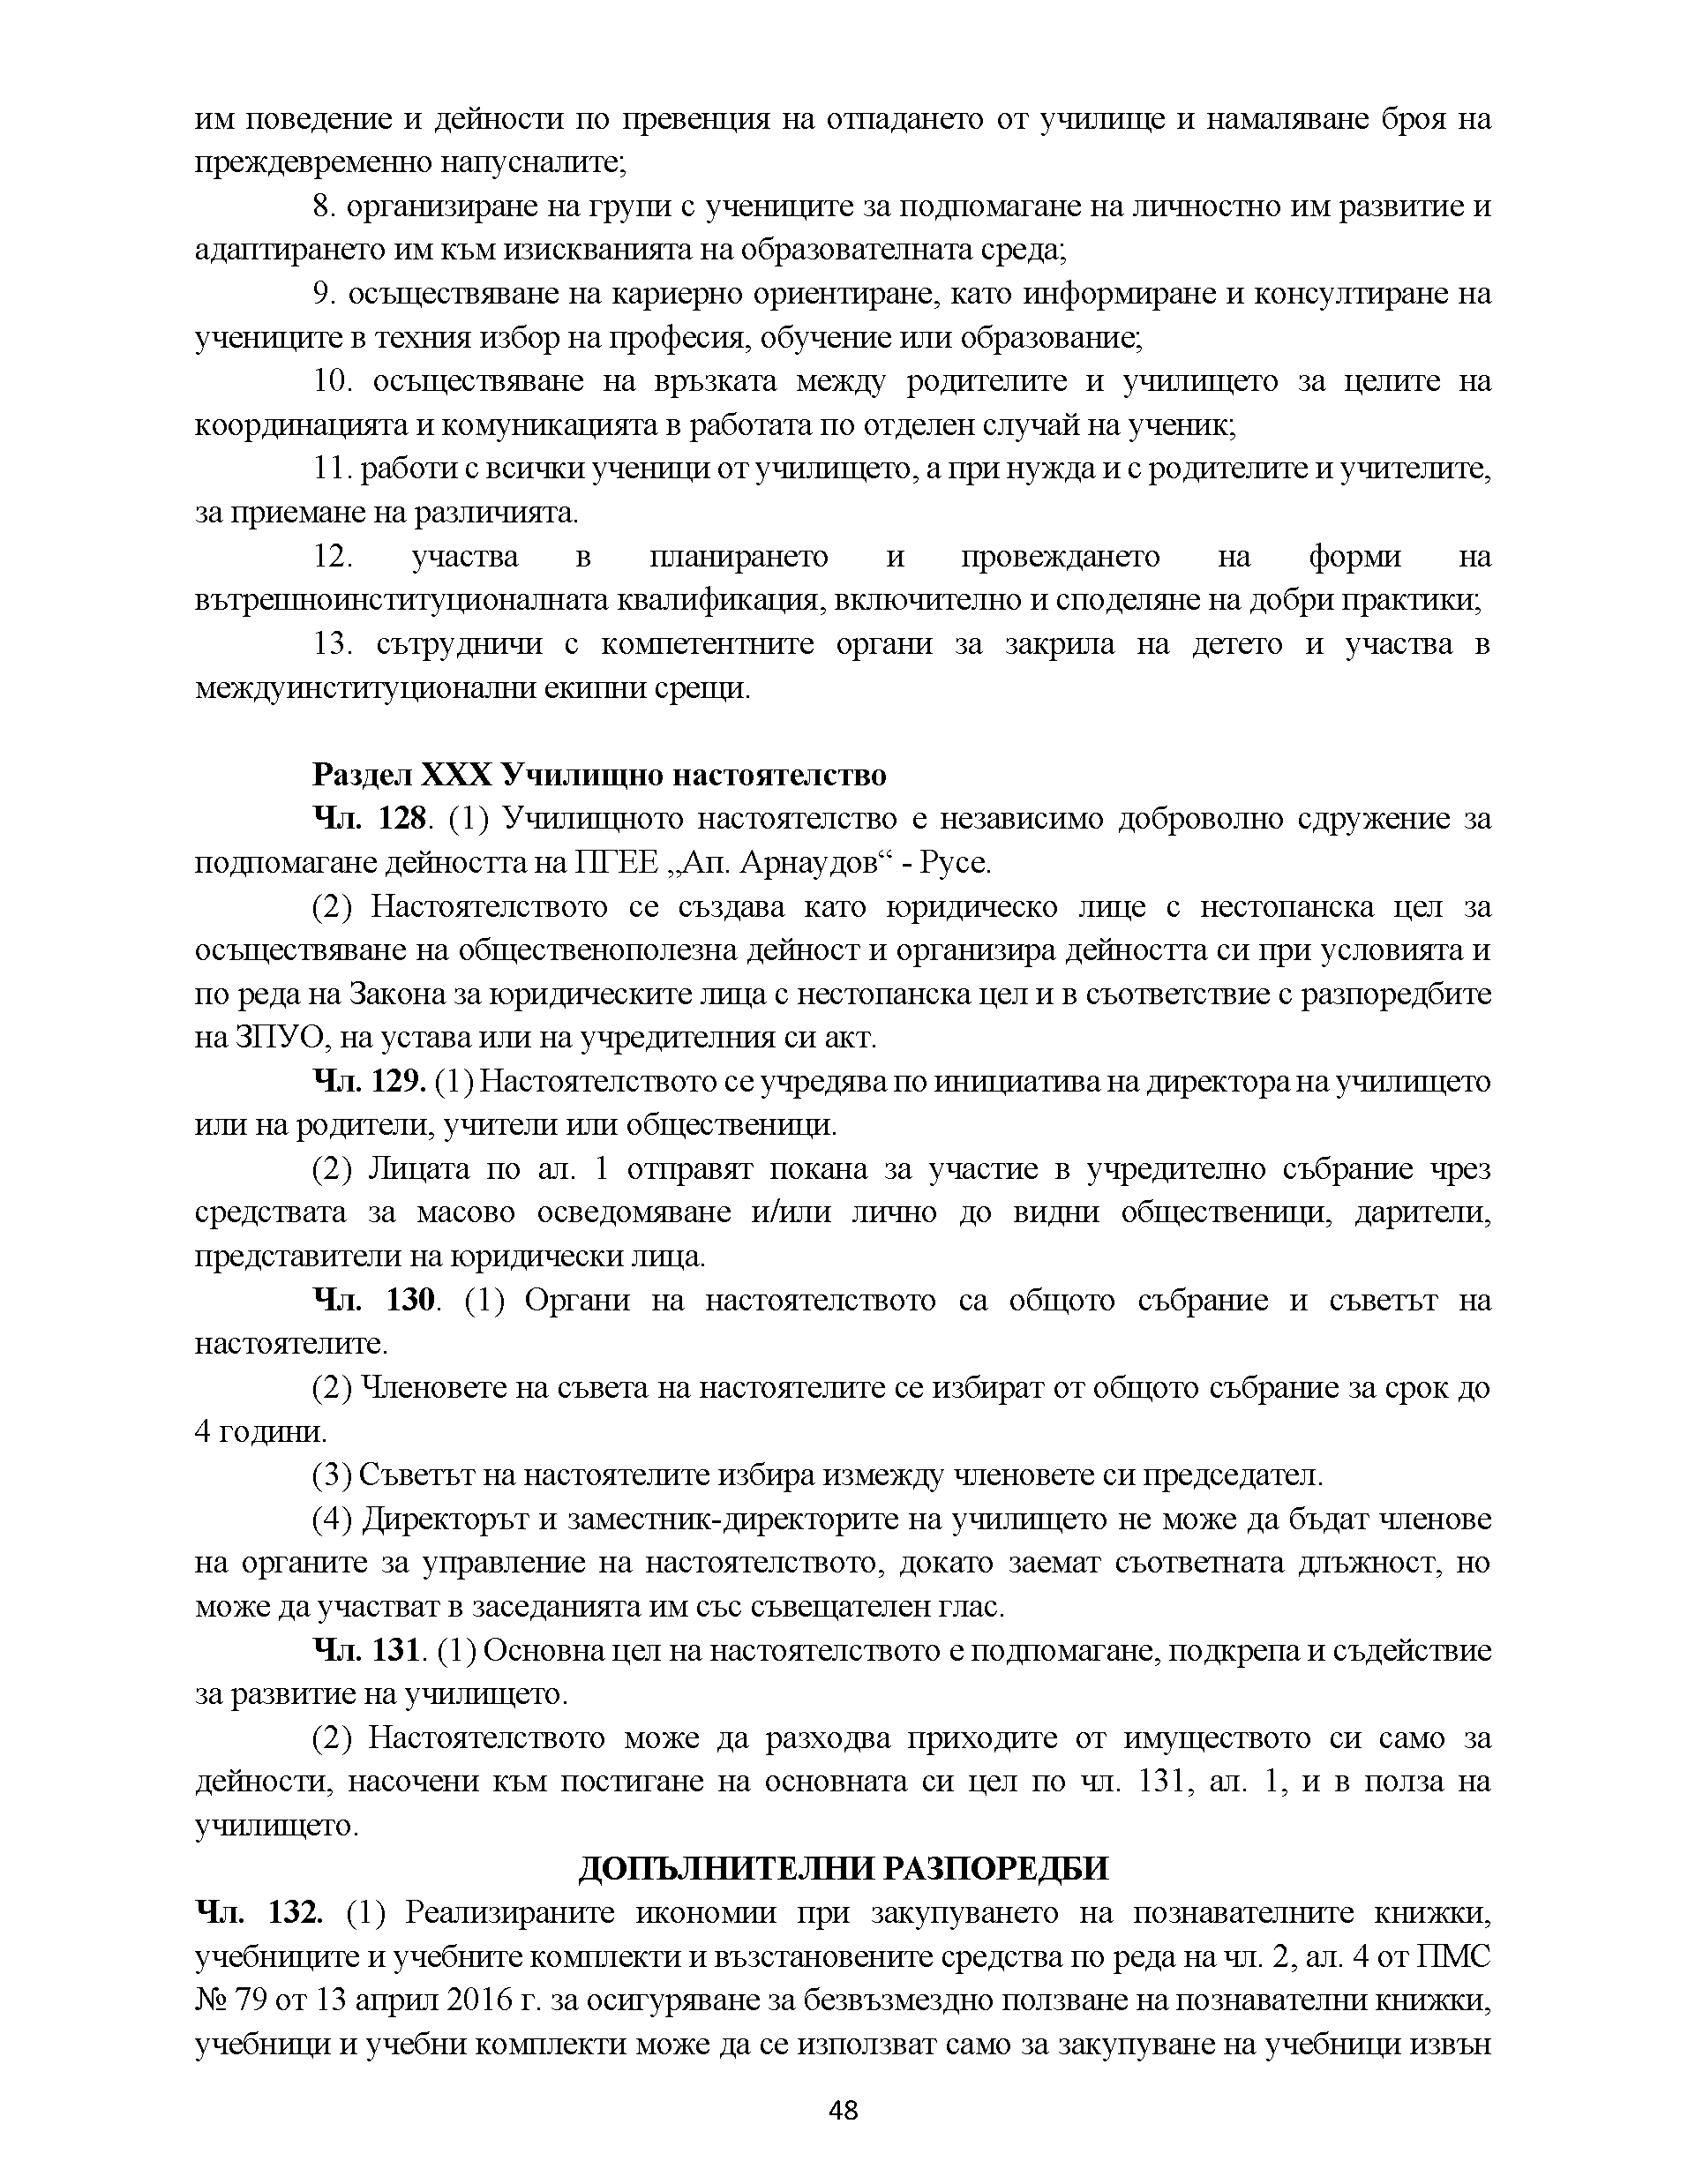 им поведение и дейности по превенция на отпадането от училище и намаляване броя на
преждевременно напусналите;
8. организиране на групи с учениците за подпомагане на личностно им развитие и
адаптирането им към изискванията на образователната среда;
9. осъществяване на кариерно ориентиране, като информиране и консултиране на
учениците в техния избор на професия, обучение или образование;
10. осъществяване на връзката между родителите и училището за целите на
координацията и комуникацията в работата по отделен случай на ученик;
11. работи с всички ученици от училището, а при нужда и с родителите и учителите,
за приемане на различията.
12. участва в планирането и провеждането на форми на
вътрешноинституционалната квалификация, включително и споделяне на добри практики;
13. сътрудничи с компетентните органи за закрила на детето и участва в
междуинституционални екипни срещи.
Раздел XXX Училищно настоятелство
Чл. 128. (1) Училищното настоятелство е независимо доброволно сдружение за
подпомагане дейността на ПГЕЕ „Ап. Арнаудов“ - Русе.
(2) Настоятелството се създава като юридическо лице с нестопанска цел за
осъществяване на общественополезна дейност и организира дейността си при условията и
по реда на Закона за юридическите лица с нестопанска цел и в съответствие с разпоредбите
на ЗПУО, на устава или на учредителния си акт.
Чл. 129. (1) Настоятелството се учредява по инициатива на директора на училището
или на родители, учители или общественици.
(2) Лицата по ал. 1 отправят покана за участие в учредително събрание чрез
средствата за масово осведомяване и/или лично до видни общественици, дарители,
представители на юридически лица.
Чл. 130. (1) Органи на настоятелството са общото събрание и съветът на
настоятелите.
(2) Членовете на съвета на настоятелите се избират от общото събрание за срок до
4 години.
(3) Съветът на настоятелите избира измежду членовете си председател.
(4) Директорът и заместник-директорите на училището не може да бъдат членове
на органите за управление на настоятелството, докато заемат съответната длъжност, но
може да участват в заседанията им със съвещателен глас.
Чл. 131. (1) Основна цел на настоятелството е подпомагане, подкрепа и съдействие
за развитие на училището.
(2) Настоятелството може да разходва приходите от имуществото си само за
дейности, насочени към постигане на основната си цел по чл. 131, ал. 1, и в полза на
училището.
ДОПЪЛНИТЕЛНИ РАЗПОРЕДБИ
Чл. 132. (1) Реализираните икономии при закупуването на познавателните книжки,
учебниците и учебните комплекти и възстановените средства по реда на чл. 2, ал. 4 от ПМС
№ 79 от 13 април 2016 г. за осигуряване за безвъзмездно ползване на познавателни книжки,
учебници и учебни комплекти може да се използват само за закупуване на учебници извън
48